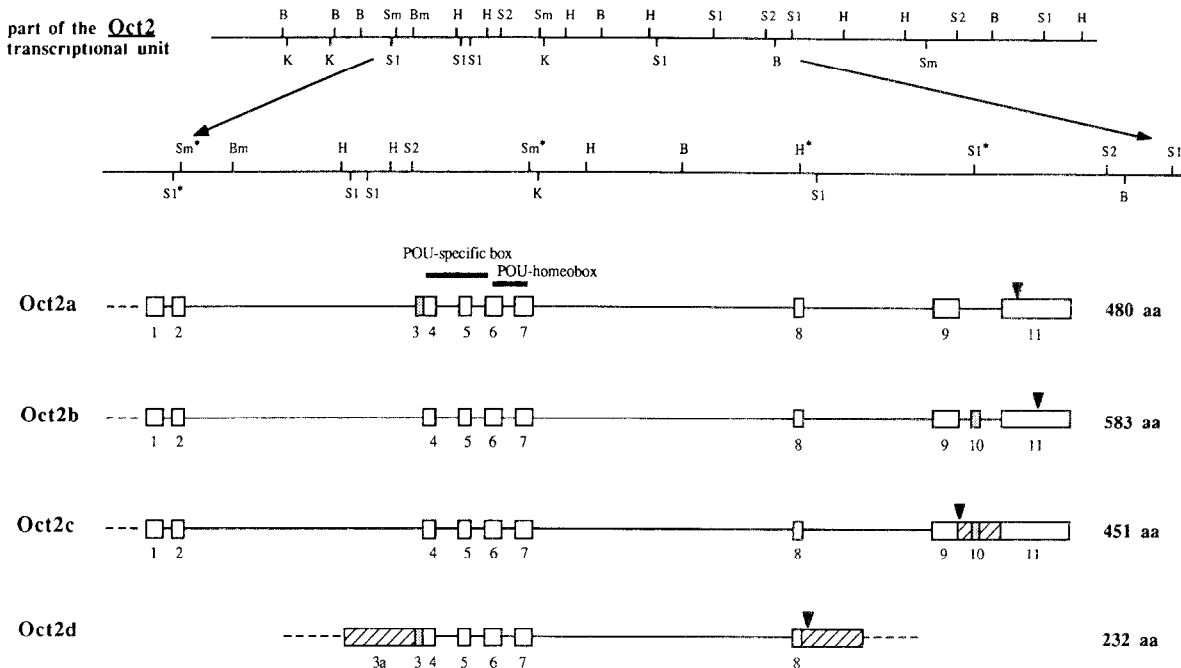 B B B Sm Bm H H S2 Sm H B H S1 S2 S1 H H S2 B S1 H
part of the Oct2
transcriptional unit
K K S1 S1 S1 K S1 B Sm
Sm* Bm H H S2 Sm* H B H* S1* S2 S1
S1* S1 S1 K S1 B
POU-specific box
POU-homeobox
Oct2a 480 aa
1 2 3 4 5 6 7 8 9 11
Oct2b 583 aa
1 2 4 5 6 7 8 9 10 11
Oct2c 451 aa
1 2 4 5 6 7 8 9 10 11
Oct2d 232 aa
3a 3 4 5 6 7 8